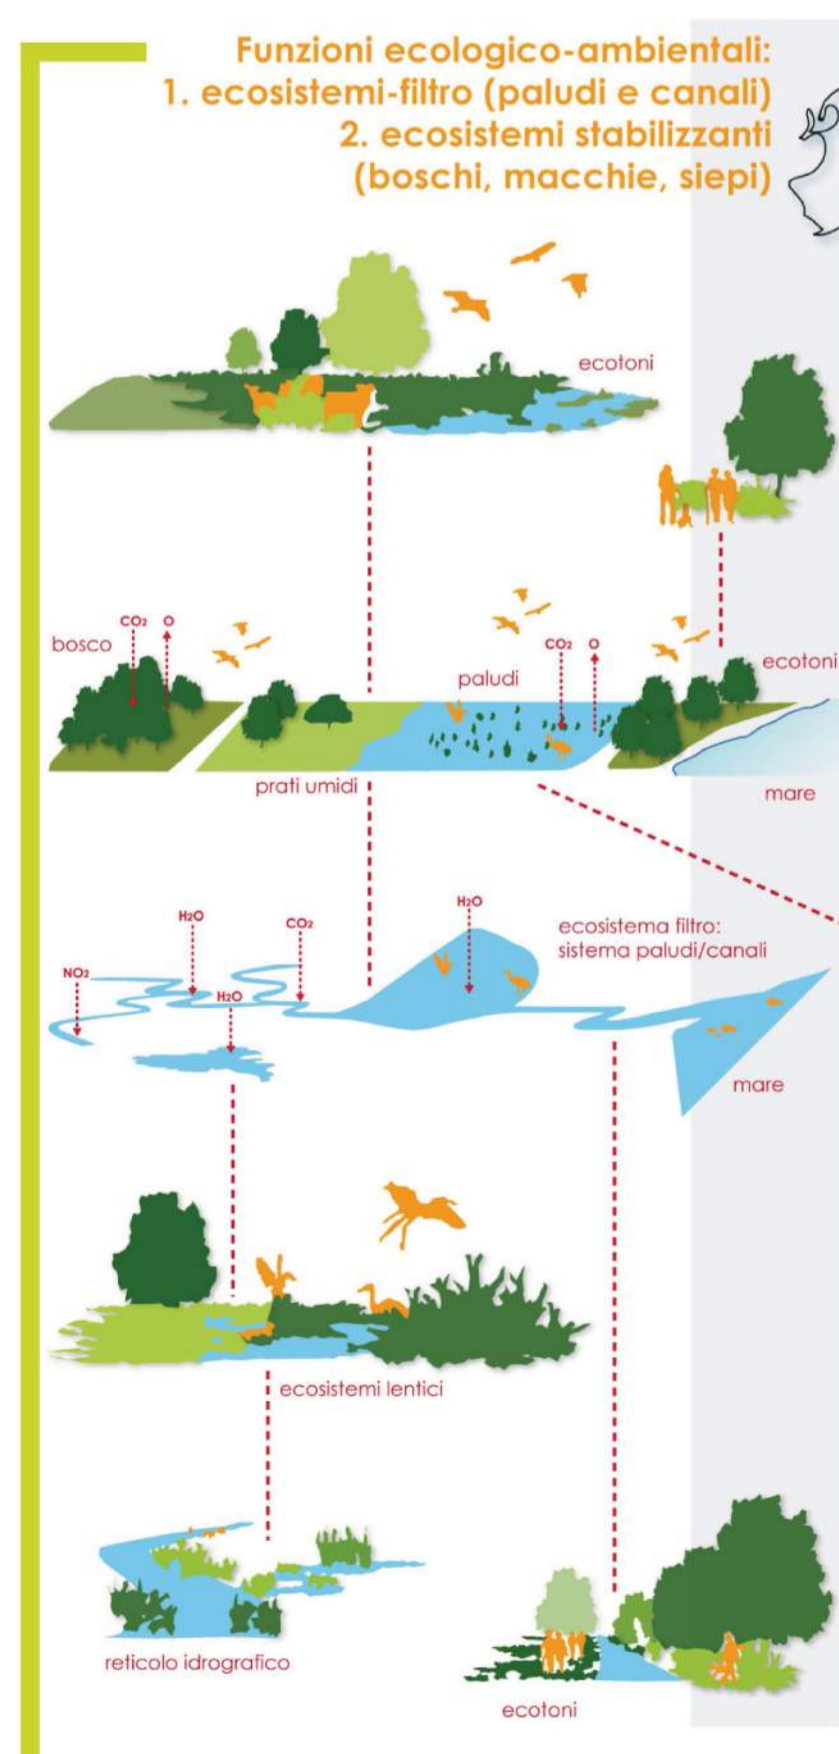 Funzioni ecologico-ambientali:
1. ecosistemi-filtro (paludi e canali)
2. ecosistemi stabilizzanti
(boschi, macchie, siepi)
ecotoni
bosco
CO2
O
paludi
CO2
O
ecotoni
prati umidi
mare
NO2
H2O
H2O
CO2
H2O
ecosistema filtro:
sistema paludi/canali
mare
ecosistemi lentici
reticolo idrografico
ecotoni